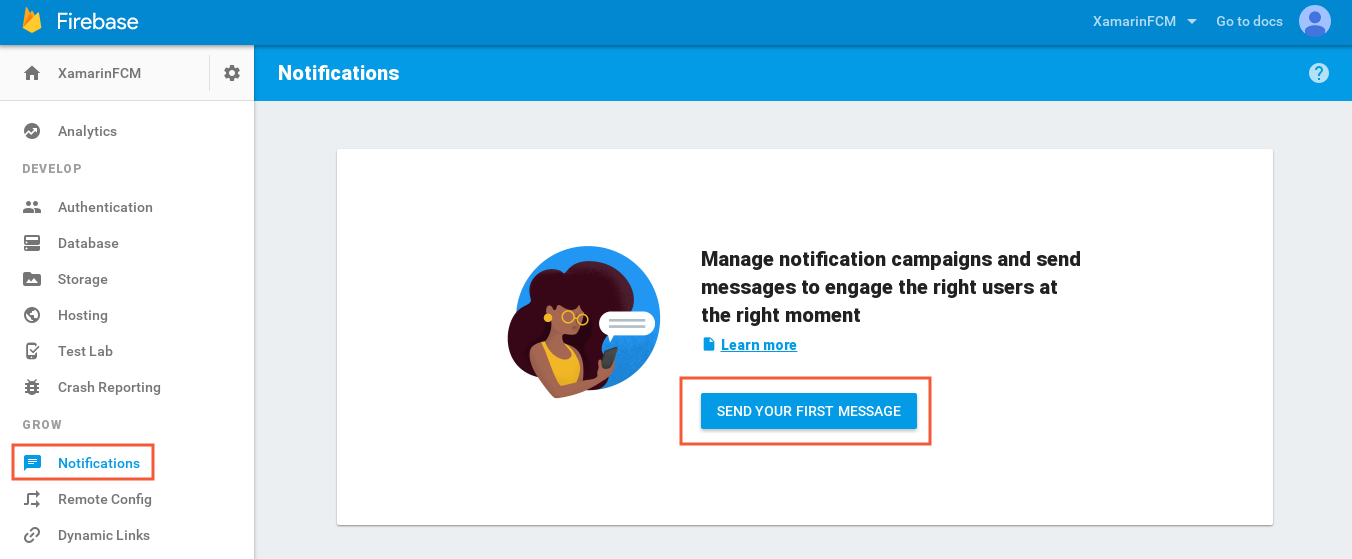 Firebase
XamarinFCM
Go to docs
XamarinFCM
Notifications
Analytics
DEVELOP
Authentication
Database
Storage
Hosting
Test Lab
Crash Reporting
GROW
Notifications
Remote Config
Dynamic Links
Manage notification campaigns and send
messages to engage the right users at
the right moment
Learn more
SEND YOUR FIRST MESSAGE